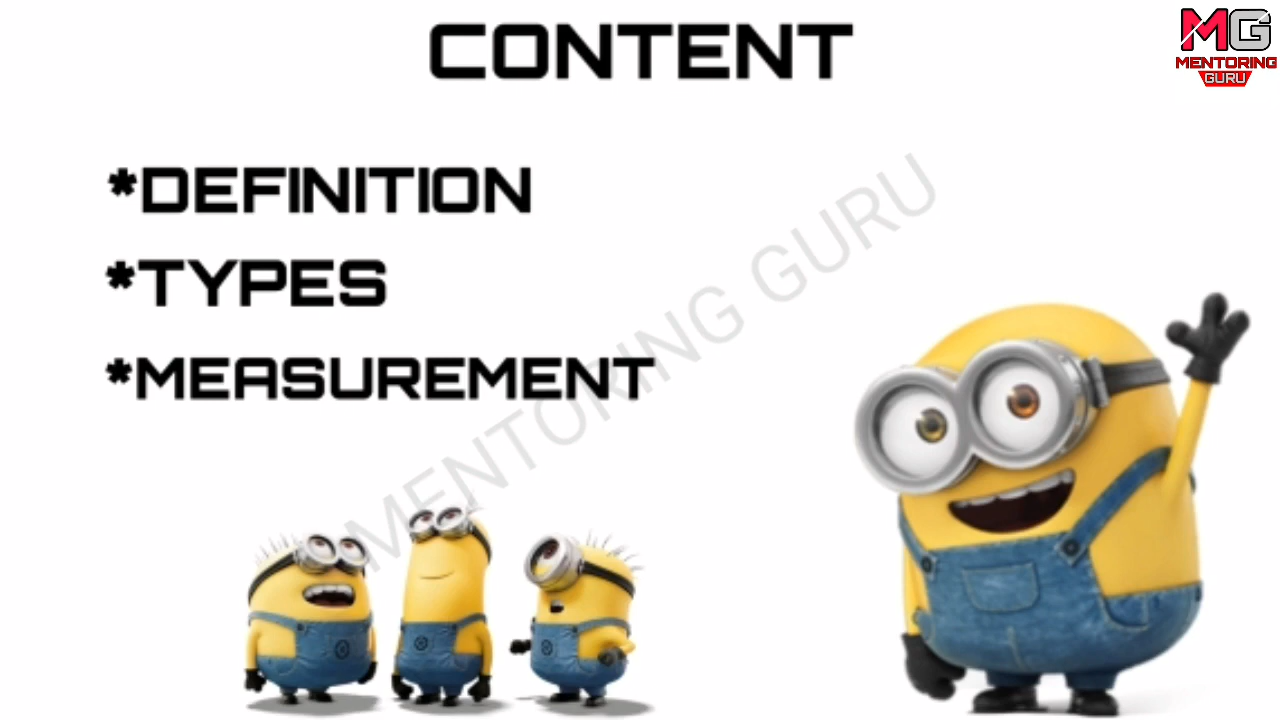 CONTENT
MG
MENTORING
GURU
*DEFINITION
*TYPES
*MEASUREMENT
MENTORING GURU